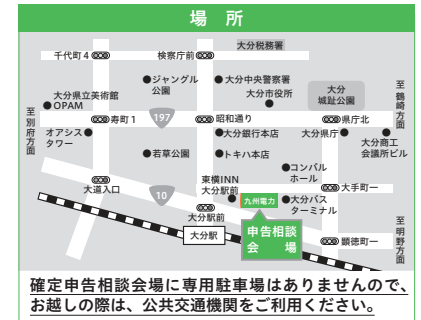 場 所
大分税務署
千代町4
検察庁前
ジャングル
公園
大分中央警察署
大分県立美術館
OPAM
大分市役所
大分
城址公園
至鶴崎方面
寿町1
197
昭和通り
県庁北
至別府方面
オアシス
タワー
大分銀行本店
大分県庁
大分商工
会議所ビル
若草公園
トキハ本店
コンパル
ホール
大道入口
10
東横INN
大分駅前
九州電力
大手町一
大分バス
ターミナル
大分駅前
申告相談
会 場
大分駅
顕徳町一
至明野方面
確定申告相談会場に専用駐車場はありませんので、
お越しの際は、公共交通機関をご利用ください。